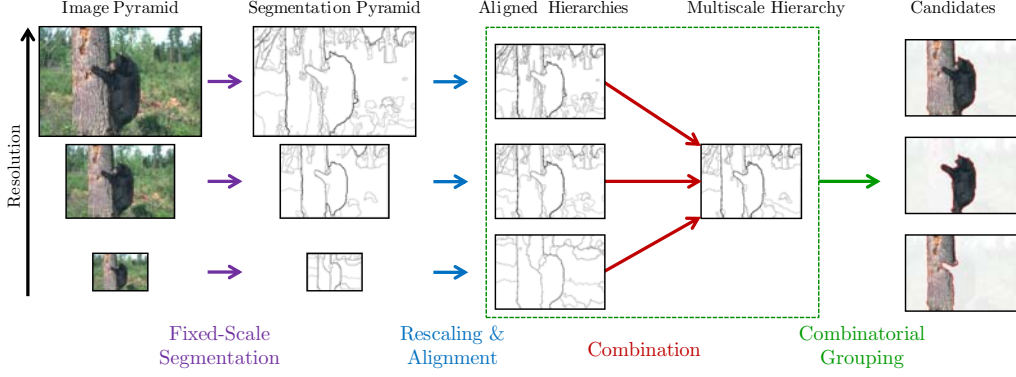 Image Pyramid
Segmentation Pyramid
Aligned Hierarchies
Multiscale Hierarchy
Candidates
Resolution
Fixed-Scale
Segmentation
Rescaling &
Alignment
Combination
Combinatorial
Grouping